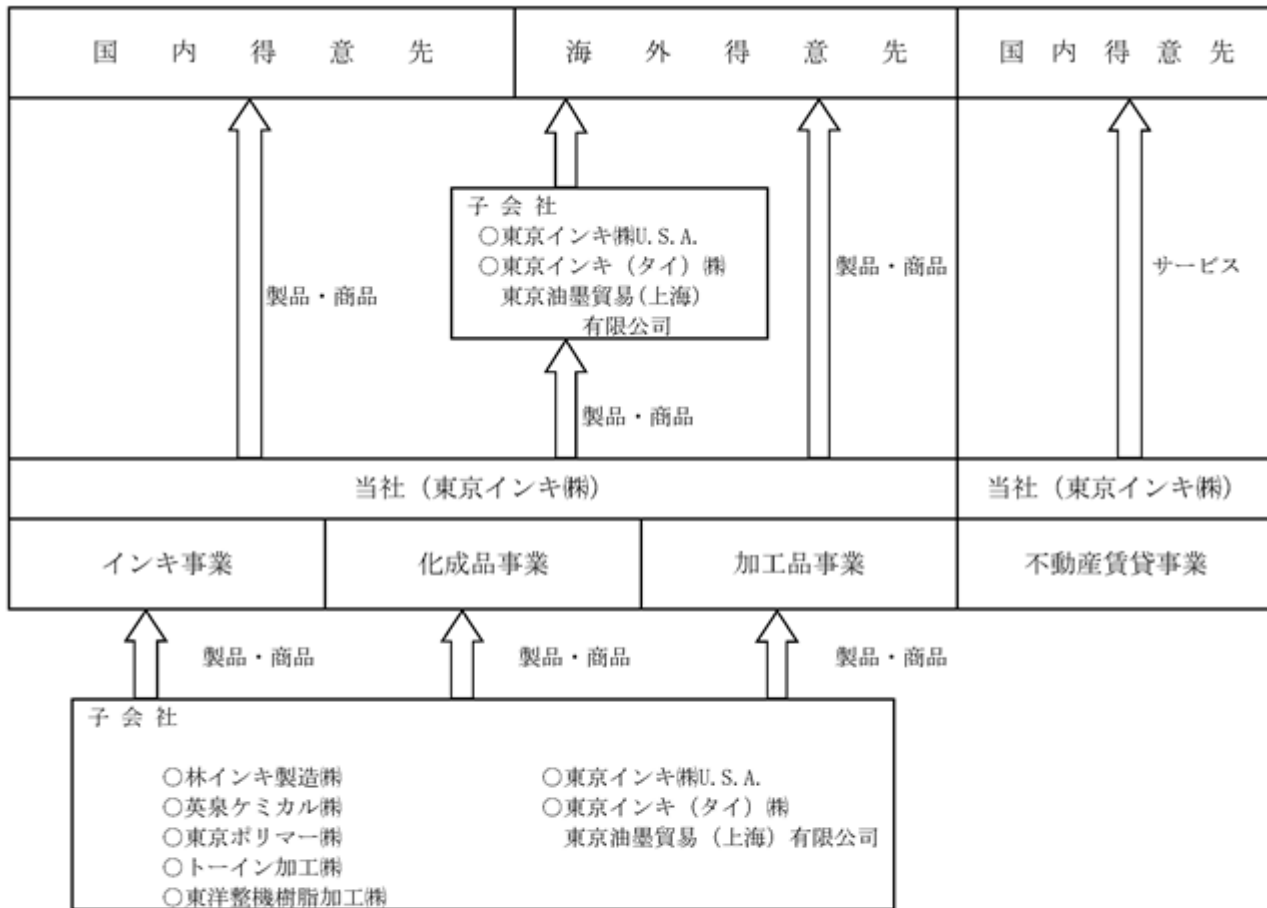 国内得意先
海外得意先
国内得意先
子会社
○東京インキ㈱U.S.A.
○東京インキ（タイ）㈱
東京油墨貿易(上海)
有限公司
製品・商品
製品・商品
サービス
製品・商品
当社（東京インキ㈱）
当社（東京インキ㈱）
インキ事業
化成品事業
加工品事業
不動産賃貸事業
製品・商品
製品・商品
製品・商品
子会社
○林インキ製造㈱
○英泉ケミカル㈱
○東京ポリマー㈱
○トーイン加工㈱
○東洋整機樹脂加工㈱
○東京インキ㈱U.S.A.
○東京インキ（タイ）㈱
東京油墨貿易（上海）有限公司